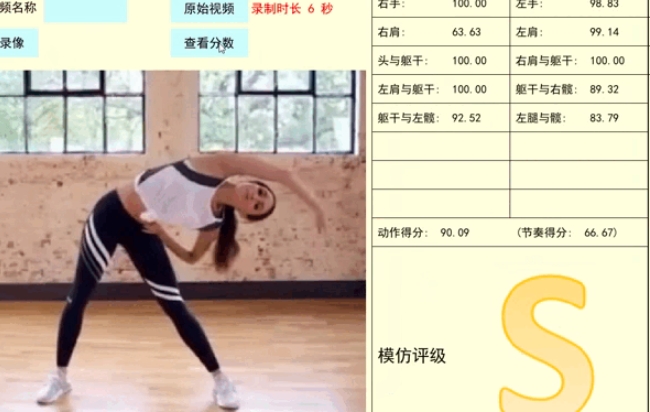 频名称 原始视频 录制时长 6 秒
录像 查看分数
右手: 100.00 左手: 98.83
右肩: 63.63 左肩: 99.14
头与躯干: 100.00 右肩与躯干: 100.00
左肩与躯干: 100.00 躯干与右髋: 89.32
躯干与左髋: 92.52 左腿与髋: 83.79
动作得分: 90.09 (节奏得分: 66.67)
模仿评级 S